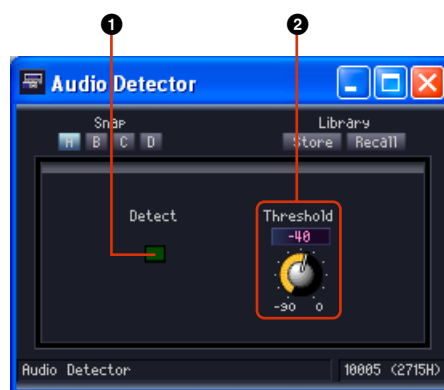 1 2
Audio Detector
Snap Library
A B C D Store Recall
Detect Threshold
-40
-90 0
Audio Detector 10005 (2715H)